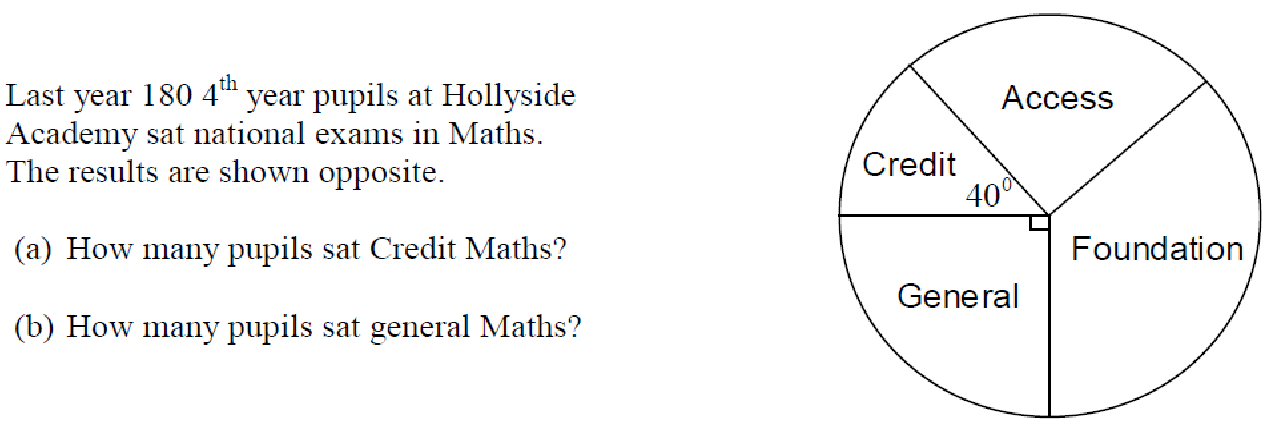 Last year 180 4th year pupils at Hollyside
Academy sat national exams in Maths.
The results are shown opposite.
(a) How many pupils sat Credit Maths?
(b) How many pupils sat general Maths?
Access
Credit
40⁰
Foundation
General